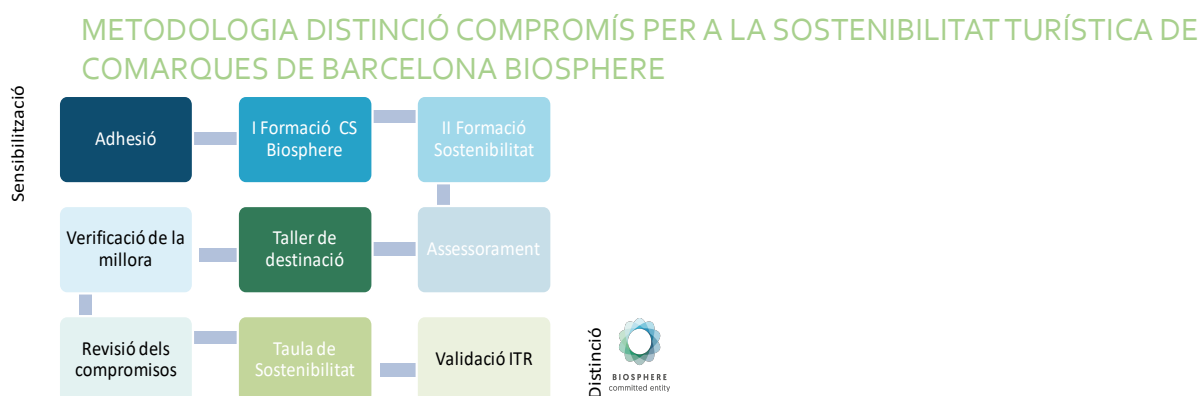 METODOLOGIA DISTINCIÓ COMPROMÍS PER A LA SOSTENIBILITAT TURÍSTICA DE
COMARQUES DE BARCELONA BIOSPHERE
Sensibilització
Adhesió
I Formació CS
Biosphere
II Formació
Sostenibilitat
Assessorament
Taller de
destinació
Verificació de la
millora
Revisió dels
compromisos
Taula de
Sostenibilitat
Validació ITR
Distinció
BIOSPHERE
committed entity